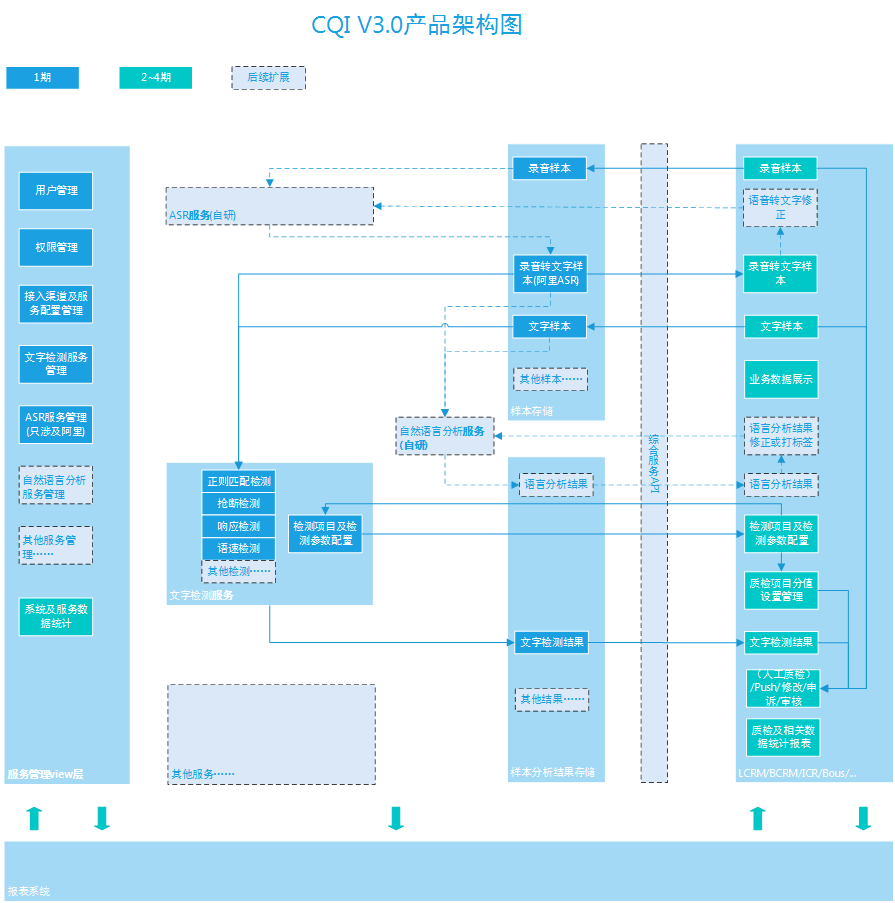 CQI V3.0产品架构图
1期
2~4期
后续扩展
用户管理
权限管理
接入渠道及服
务配置管理
文字检测服务
管理
ASR服务管理
(只涉及阿里)
自然语言分析
服务管理
其他服务管
理……
系统及服务数
据统计
服务管理view层
ASR服务(自研)
自然语言分析服务
(自研)
正则匹配检测
抢断检测
响应检测
语速检测
其他检测……
检测项目及检
测参数配置
文字检测服务
其他服务……
录音样本
录音转文字样
本(阿里ASR)
文字样本
其他样本……
样本存储
语言分析结果
文字检测结果
其他结果……
样本分析结果存储
综合服务API
录音样本
语音转文字修
正
录音转文字样
本
文字样本
业务数据展示
语言分析结果
修正或打标签
语言分析结果
检测项目及检
测参数配置
质检项目分值
设置管理
文字检测结果
（人工质检）
/Push/修改/申
诉/审核
质检及相关数
据统计报表
LCRM/BCRM/ICR/Bous/...
报表系统